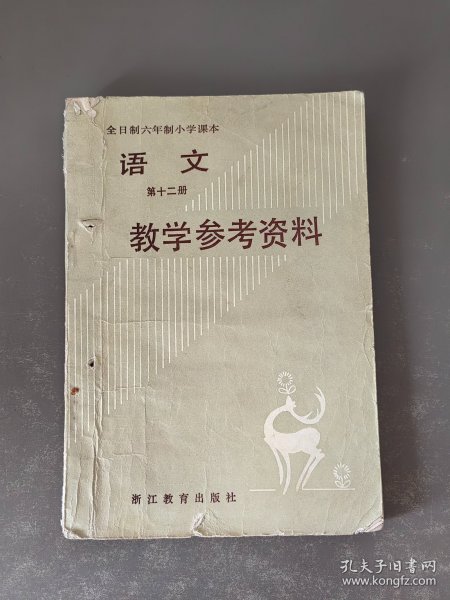 全日制六年制小学课本
语文
第十二册
教学参考资料
浙江教育出版社
孔夫子旧书网
www.kongfz.com